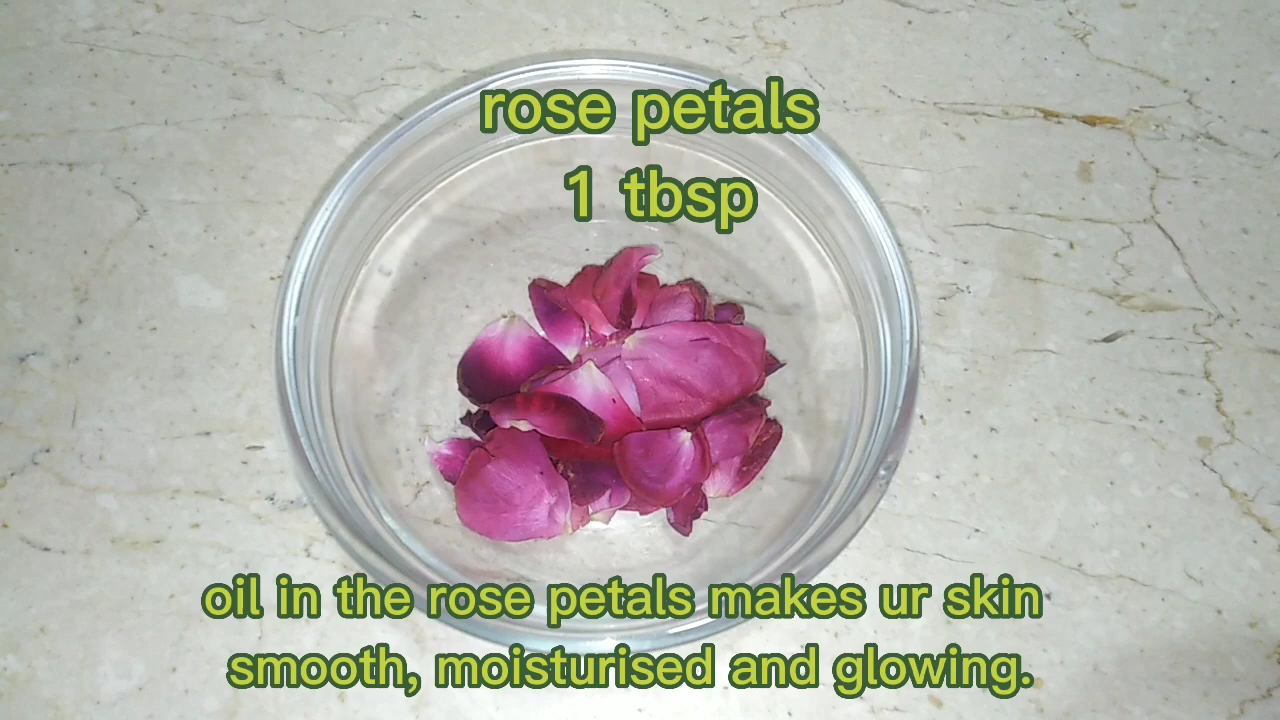 rose petals
1 tbsp
oil in the rose petals makes ur skin
smooth, moisturised and glowing.